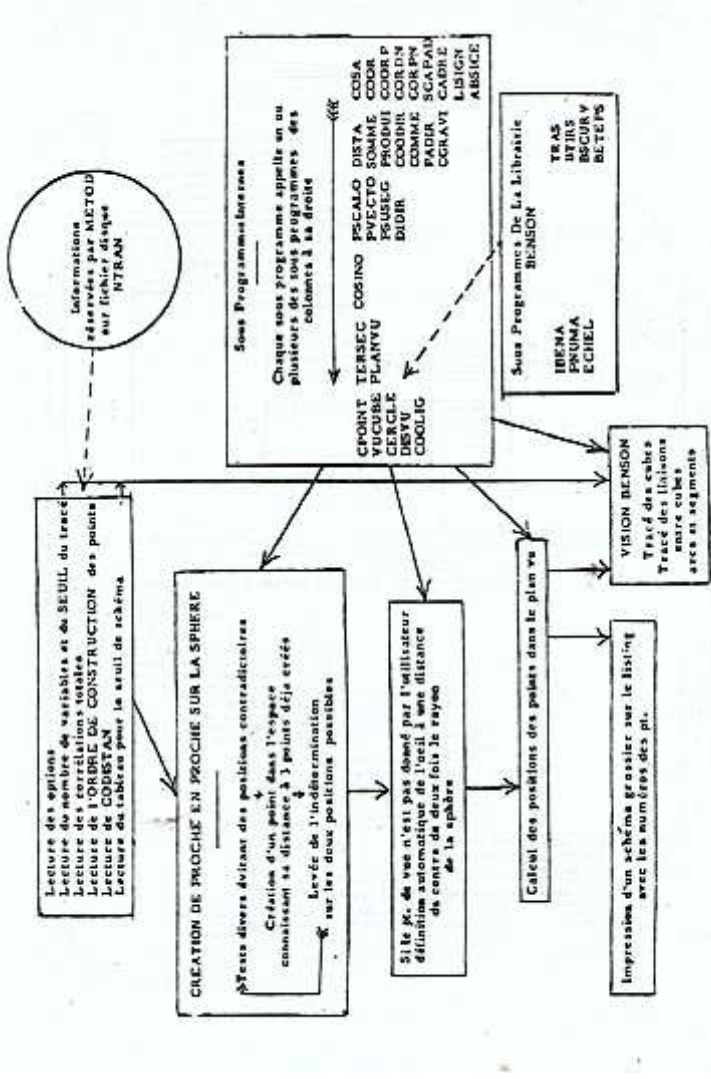 Informations
réservées par METOD
sur fichier disque
NTRAN
Lecture des options
Lecture du nombre de variables et du SEUIL du tracé
Lecture des corrélations totales
Lecture de l'ORDRE DE CONSTRUCTION des points
Lecture de CODISTAN
Lecture du tableau pour le seuil de schéma
Sous Programmes Internes
Chaque sous programme appelle un ou
plusieurs des sous programmes des
colonnes à sa droite
CPOINT TERSEC COSINO PSCALO DISTA COSA
VUCUBE PLANVU PVECTO SOMME COOR
CERCLE PSUSEG PRODUI COORP
DISVU DIDIR COODIR CORDN
COOLIG COMME CORPN
PADIR SCAPAD
CGRAVI CADRE
LISIGN
ABSICE
CREATION DE PROCHE EN PROCHE SUR LA SPHERE
Tests divers évitant des positions contradictoires
Création d'un point dans l'espace
connaissant sa distance à 3 points déja créés
Levée de l'indétermination
sur les deux positions possibles
Sous Programmes De La Librairie
BENSON
IBENA TRAS
PNUMA UTIRS
ECHEL BSCURV
BETEPS
Si le pt. de vue n'est pas donné par l'utilisateur
définition automatique de l'oeil à une distance
du centre de deux fois le rayon
de la sphère
Calcul des positions des points dans le plan vu
VISION BENSON
Tracé des cubes
Tracé des liaisons
entre cubes
arcs et segments
Impression d'un schéma grossier sur le listing
avec les numéros des pt.